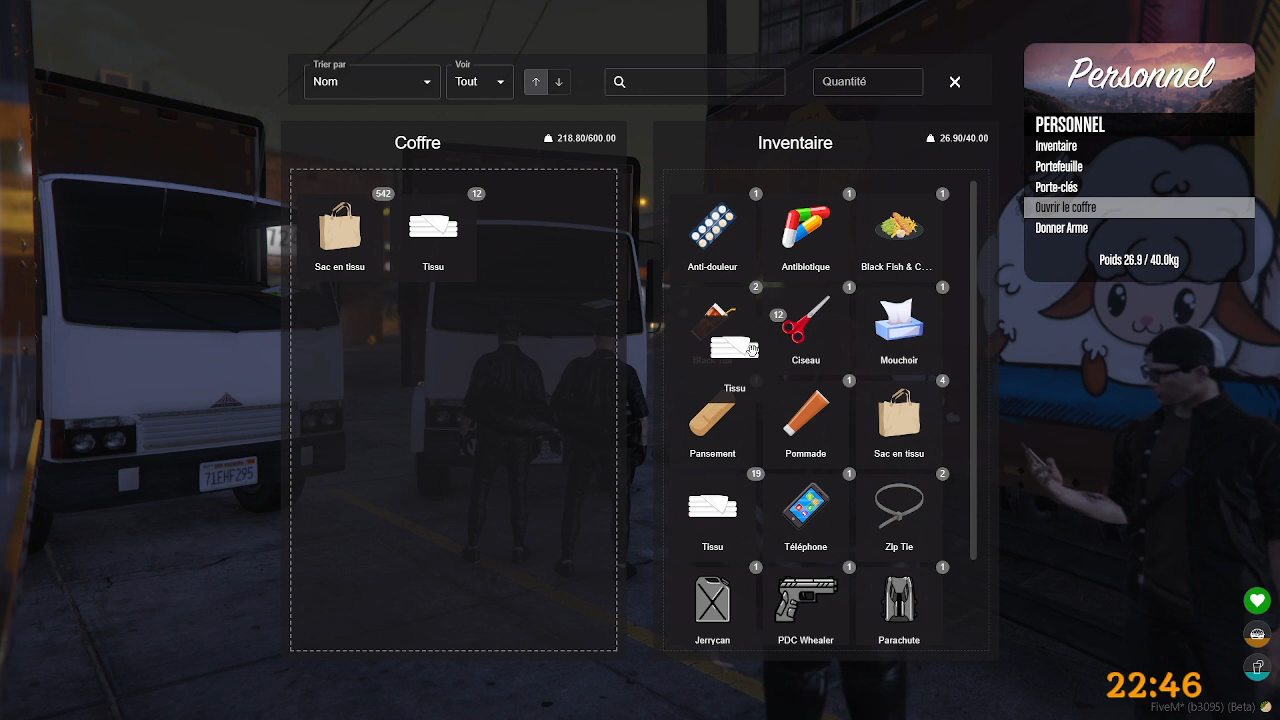 Trier par
Nom
Voir
Tout
Quantité
Coffre
218.80/600.00
542
Sac en tissu
12
Tissu
Inventaire
26.90/40.00
1
1
1
Anti-douleur
Antibiotique
2
1
1
12
Ciseau
Mouchoir
Tissu
1
4
Pansement
Pommade
Sac en tissu
19
1
2
Tissu
Téléphone
Zip Tie
1
1
1
Jerrycan
PDC Whealer
Parachute
Personnel
PERSONNEL
Inventaire
Portefeuille
Porte-clés
Ouvrir le coffre
Donner Arme
Poids 26.9 / 40.0kg
71EHF295
22:46
FiveM* (b3095) (Beta)
Black Fish & C...